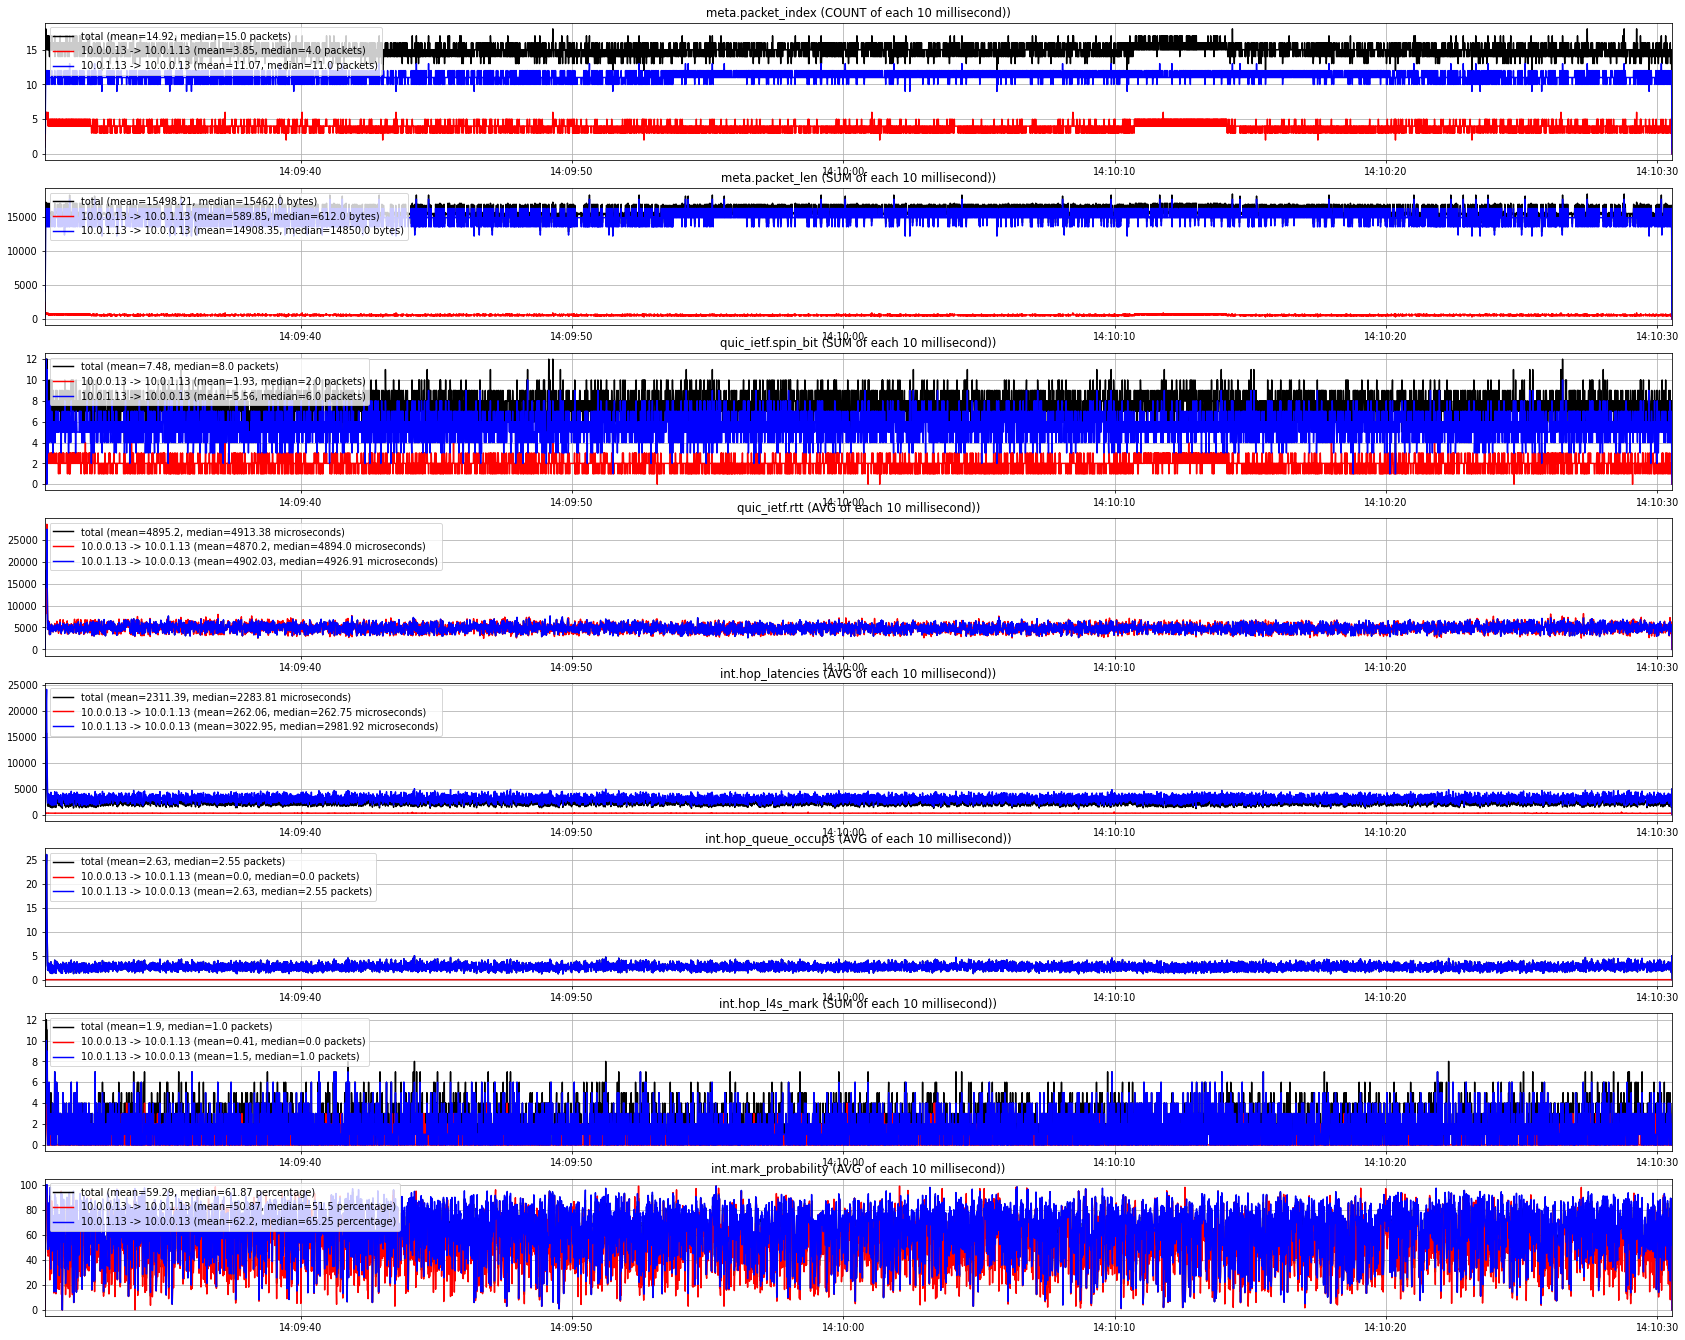 meta.packet_index (COUNT of each 10 millisecond))
total (mean=14.92, median=15.0 packets)
10.0.0.13 -> 10.0.1.13 (mean=3.85, median=4.0 packets)
10.0.1.13 -> 10.0.0.13 (mean=11.07, median=11.0 packets)
15
10
5
0
14:09:40 14:09:50 14:10:00 14:10:10 14:10:20 14:10:30
meta.packet_len (SUM of each 10 millisecond))
total (mean=15498.21, median=15462.0 bytes)
10.0.0.13 -> 10.0.1.13 (mean=589.85, median=612.0 bytes)
10.0.1.13 -> 10.0.0.13 (mean=14908.35, median=14850.0 bytes)
15000
10000
5000
0
14:09:40 14:09:50 14:10:00 14:10:10 14:10:20 14:10:30
quic_ietf.spin_bit (SUM of each 10 millisecond))
total (mean=7.48, median=8.0 packets)
10.0.0.13 -> 10.0.1.13 (mean=1.93, median=2.0 packets)
10.0.1.13 -> 10.0.0.13 (mean=5.56, median=6.0 packets)
12
10
8
6
4
2
0
14:09:40 14:09:50 14:10:00 14:10:10 14:10:20 14:10:30
quic_ietf.rtt (AVG of each 10 millisecond))
total (mean=4895.2, median=4913.38 microseconds)
10.0.0.13 -> 10.0.1.13 (mean=4870.2, median=4894.0 microseconds)
10.0.1.13 -> 10.0.0.13 (mean=4902.03, median=4926.91 microseconds)
25000
20000
15000
10000
5000
0
14:09:40 14:09:50 14:10:00 14:10:10 14:10:20 14:10:30
int.hop_latencies (AVG of each 10 millisecond))
total (mean=2311.39, median=2283.81 microseconds)
10.0.0.13 -> 10.0.1.13 (mean=262.06, median=262.75 microseconds)
10.0.1.13 -> 10.0.0.13 (mean=3022.95, median=2981.92 microseconds)
25000
20000
15000
10000
5000
0
14:09:40 14:09:50 14:10:00 14:10:10 14:10:20 14:10:30
int.hop_queue_occups (AVG of each 10 millisecond))
total (mean=2.63, median=2.55 packets)
10.0.0.13 -> 10.0.1.13 (mean=0.0, median=0.0 packets)
10.0.1.13 -> 10.0.0.13 (mean=2.63, median=2.55 packets)
25
20
15
10
5
0
14:09:40 14:09:50 14:10:00 14:10:10 14:10:20 14:10:30
int.hop_l4s_mark (SUM of each 10 millisecond))
total (mean=1.9, median=1.0 packets)
10.0.0.13 -> 10.0.1.13 (mean=0.41, median=0.0 packets)
10.0.1.13 -> 10.0.0.13 (mean=1.5, median=1.0 packets)
12
10
8
6
4
2
0
14:09:40 14:09:50 14:10:00 14:10:10 14:10:20 14:10:30
int.mark_probability (AVG of each 10 millisecond))
total (mean=59.29, median=61.87 percentage)
10.0.0.13 -> 10.0.1.13 (mean=50.87, median=51.5 percentage)
10.0.1.13 -> 10.0.0.13 (mean=62.2, median=65.25 percentage)
100
80
60
40
20
0
14:09:40 14:09:50 14:10:00 14:10:10 14:10:20 14:10:30